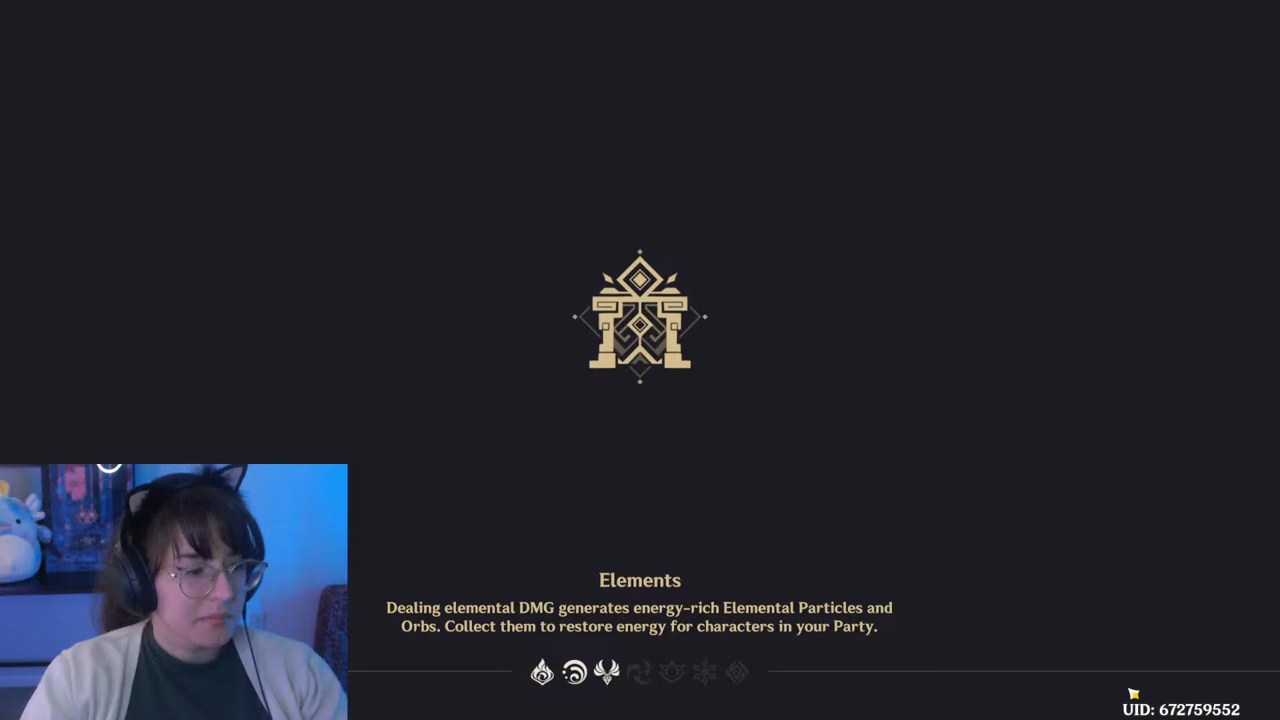 Elements
Dealing elemental DMG generates energy-rich Elemental Particles and
Orbs. Collect them to restore energy for characters in your Party.
UID: 672759552